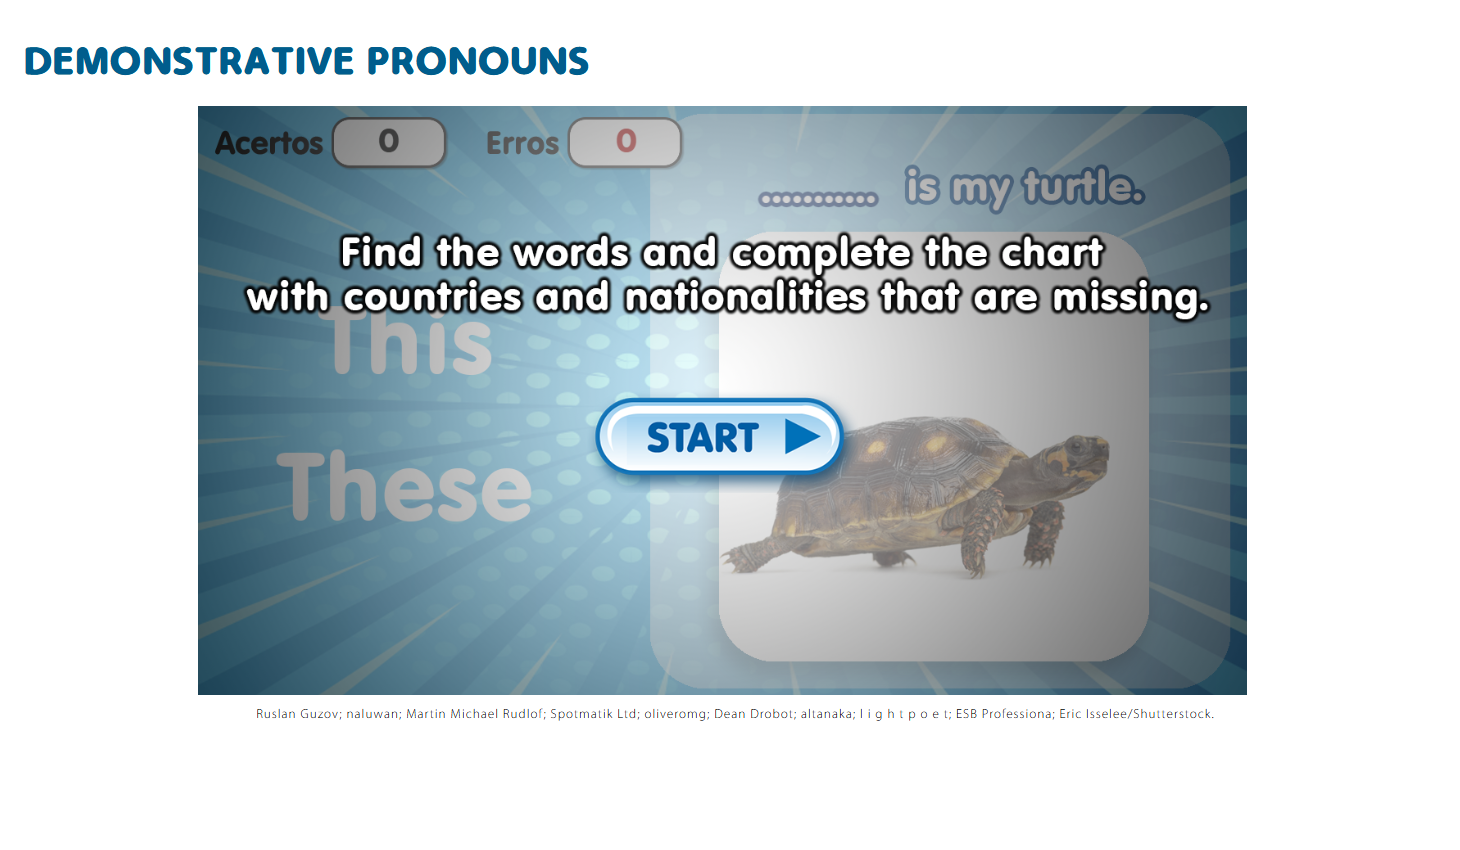 DEMONSTRATIVE PRONOUNS
Acertos 0 Erros 0
........... is my turtle.
Find the words and complete the chart
with countries and nationalities that are missing.
This
START
These
Ruslan Guzov; naluwan; Martin Michael Rudlof; Spotmatik Ltd; oliveromg; Dean Drobot; altanaka; l i g h t p o e t; ESB Professiona; Eric Isselee/Shutterstock.